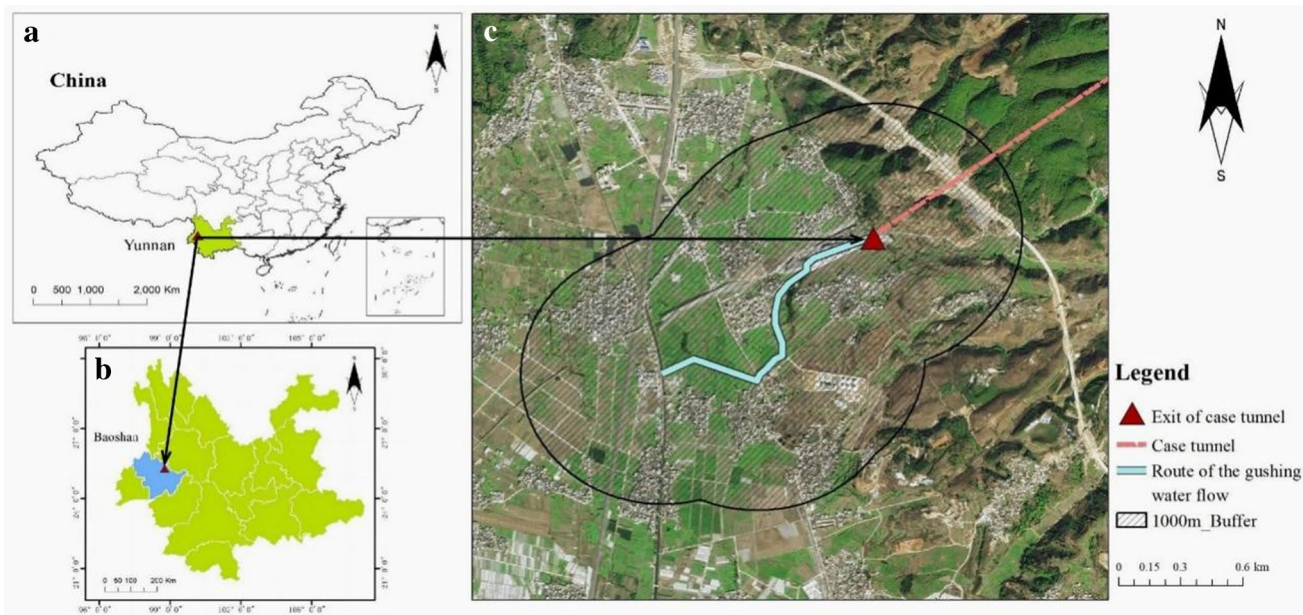 a
N
S
China
Yunnan
0 500 1,000 2,000 Km
b
Baoshan
0 50 100 200 Km
c
N
S
Legend
Exit of case tunnel
Case tunnel
Route of the gushing
water flow
1000m_Buffer
0 0.15 0.3 0.6 km